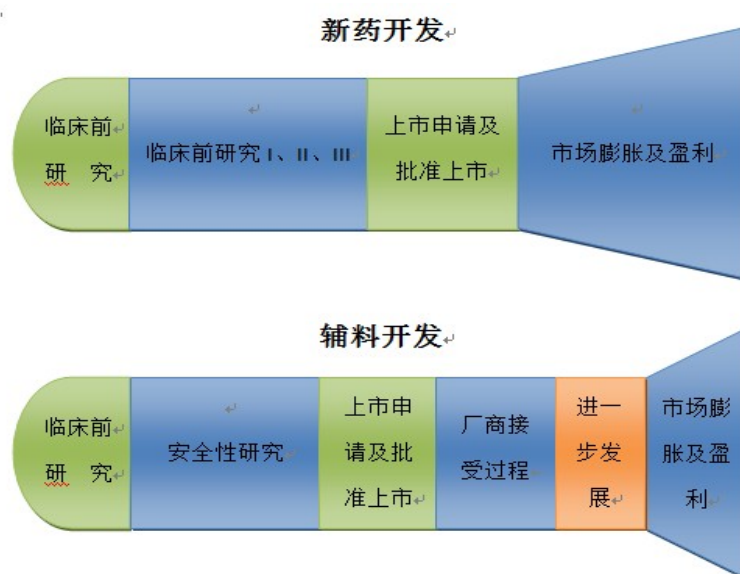 新药开发
临床前
研 究
临床前研究 I、II、III
上市申请及
批准上市
市场膨胀及盈利
辅料开发
临床前
研 究
安全性研究
上市申
请及批
准上市
厂商接
受过程
进一
步发
展
市场膨
胀及盈
利